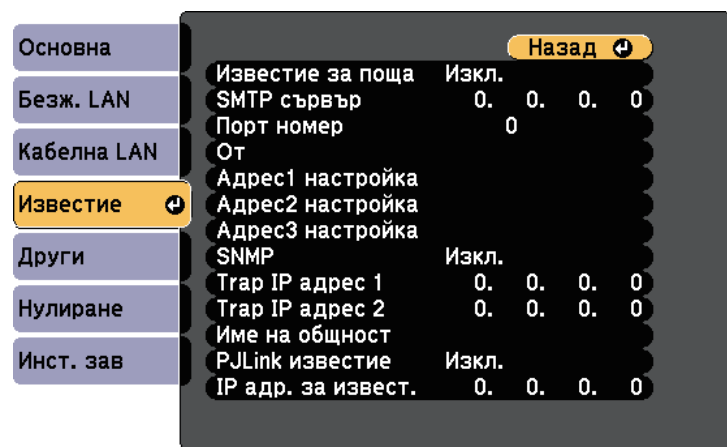 Основна
Безж. LAN
Кабелна LAN
Известие
Други
Нулиране
Инст. зав
Назад
Известие за поща Изкл.
SMTP сървър 0. 0. 0. 0
Порт номер 0
От
Адрес1 настройка
Адрес2 настройка
Адрес3 настройка
SNMP Изкл.
Trap IP адрес 1 0. 0. 0. 0
Trap IP адрес 2 0. 0. 0. 0
Име на общност
PJLink известие Изкл.
IP адр. за извест. 0. 0. 0. 0